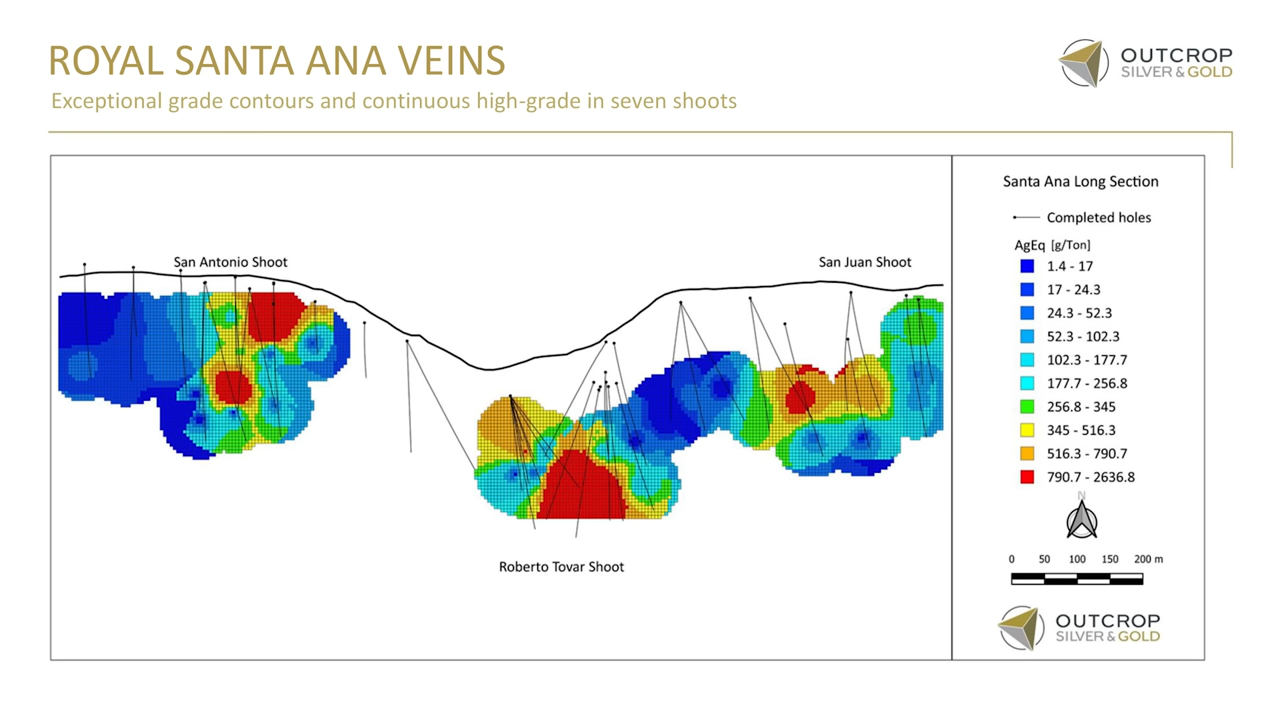 ROYAL SANTA ANA VEINS
Exceptional grade contours and continuous high-grade in seven shoots
OUTCROP
SILVER & GOLD
San Antonio Shoot
San Juan Shoot
Roberto Tovar Shoot
Santa Ana Long Section
Completed holes
AgEq [g/Ton]
1.4 - 17
17 - 24.3
24.3 - 52.3
52.3 - 102.3
102.3 - 177.7
177.7 - 256.8
256.8 - 345
345 - 516.3
516.3 - 790.7
790.7 - 2636.8
N
0 50 100 150 200 m
OUTCROP
SILVER & GOLD